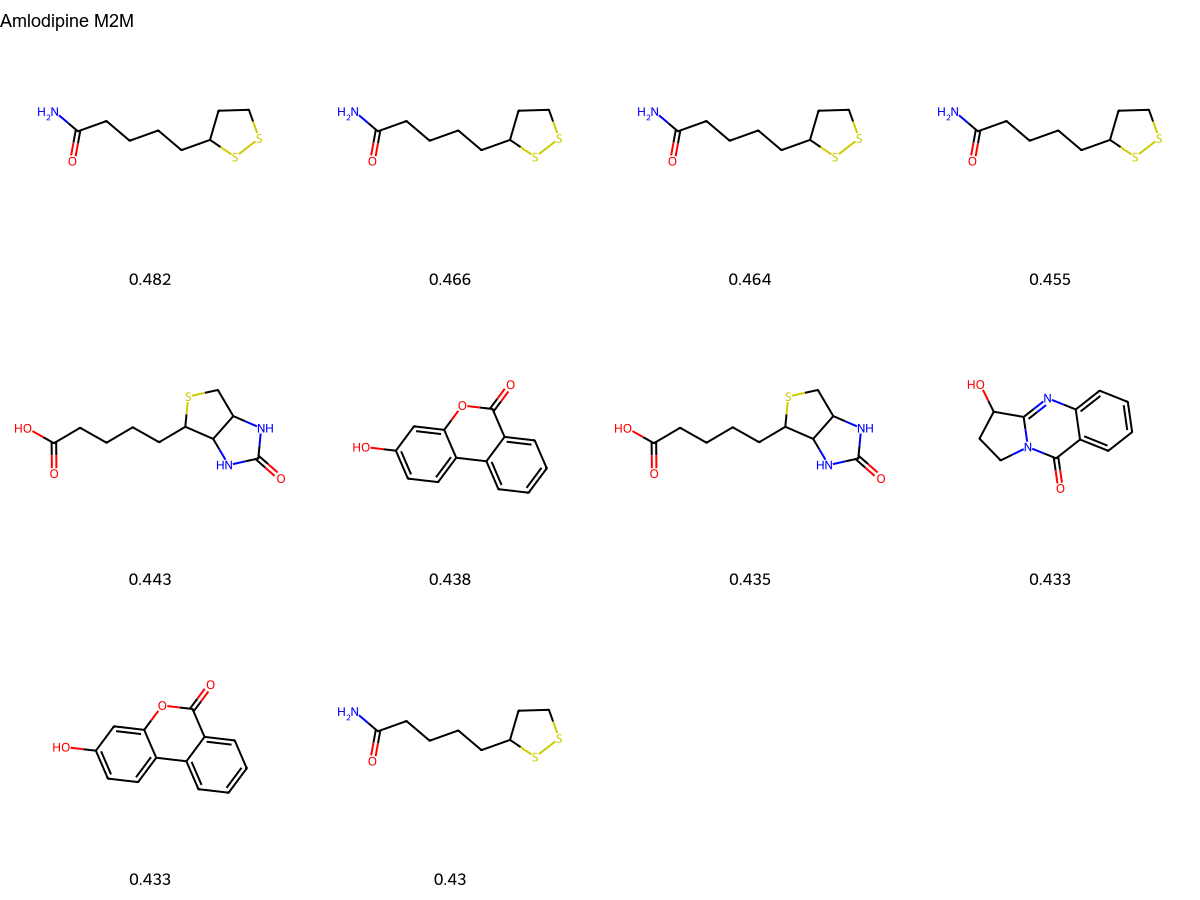 Amlodipine M2M
H2N O S S
H2N O S S
H2N O S S
H2N O S S
0.482 0.466 0.464 0.455
HO O S NH HN O
HO O O
HO O S NH HN O
HO N N O
0.443 0.438 0.435 0.433
HO O O
H2N O S S
0.433 0.43